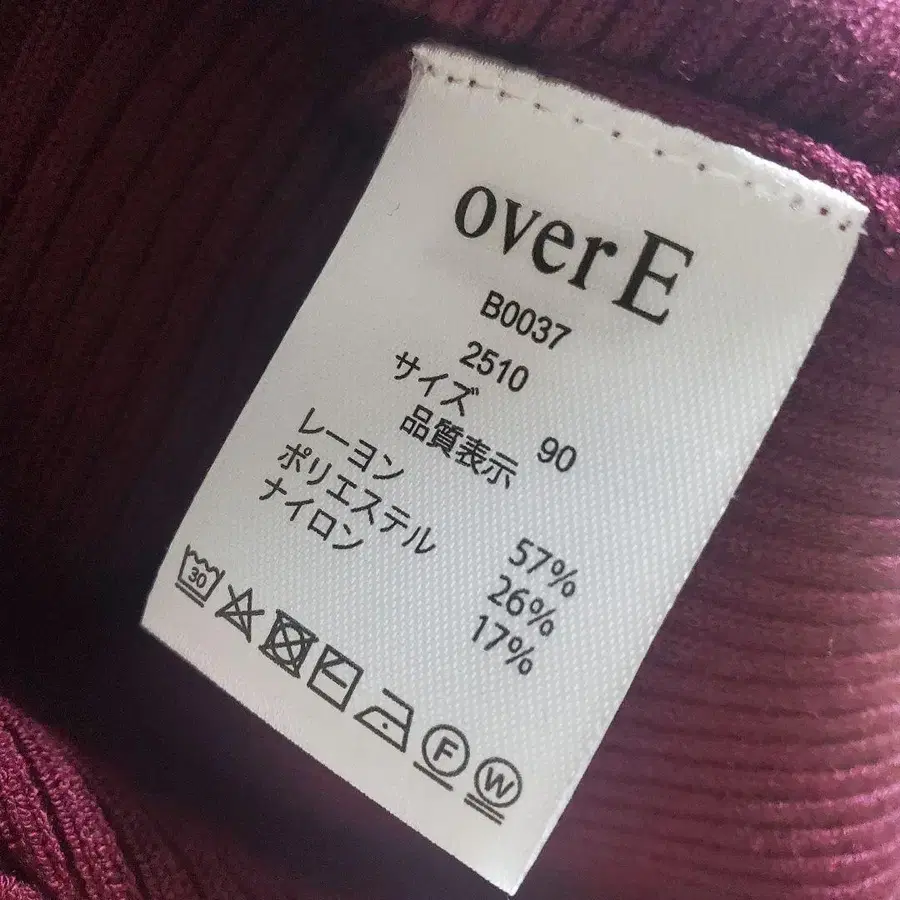 over E
B0037
2510
サイズ 90
品質表示
レーヨン 57%
ポリエステル 26%
ナイロン 17%
30
F
W